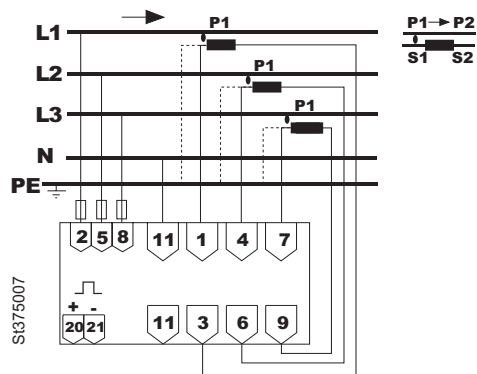 L1
P1
P1 P2
S1 S2
L2
P1
L3
P1
N
PE
2 5 8 11 1 4 7
+ -
20 21 11 3 6 9
St375007